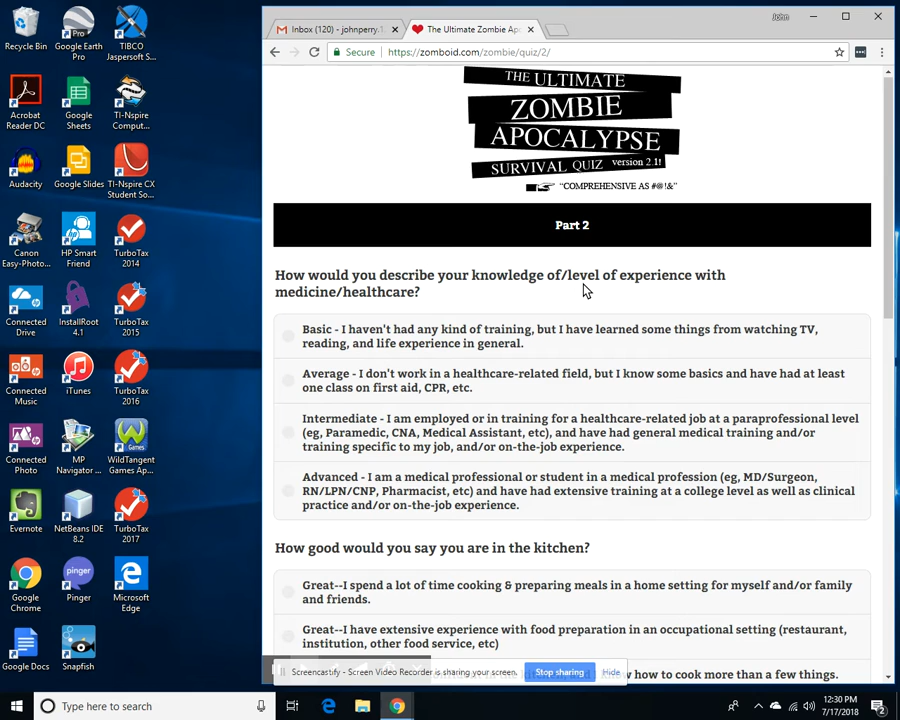 Recycle Bin
Google Earth
Pro
TIBCO
Jaspersoft S...
Acrobat
Reader DC
Google
Sheets
TI-Nspire
Comput...
Audacity
Google Slides
TI-Nspire CX
Student So...
Canon
Easy-Photo...
HP Smart
Friend
TurboTax
2014
Connected
Drive
InstallRoot
4.1
TurboTax
2015
Connected
Music
iTunes
TurboTax
2016
Connected
Photo
MP
Navigator ...
WildTangent
Games Ap...
Evernote
NetBeans IDE
8.2
TurboTax
2017
Google
Chrome
Pinger
Microsoft
Edge
Google Docs
Snapfish
John
Inbox (120) - johnperry.1
The Ultimate Zombie Apo
Secure
https://zomboid.com/zombie/quiz/2/
THE ULTIMATE
ZOMBIE
APOCALYPSE
SURVIVAL QUIZ version 2.1!
"COMPREHENSIVE AS #@!&"
Part 2
How would you describe your knowledge of/level of experience with
medicine/healthcare?
Basic - I haven't had any kind of training, but I have learned some things from watching TV,
reading, and life experience in general.
Average - I don't work in a healthcare-related field, but I know some basics and have had at least
one class on first aid, CPR, etc.
Intermediate - I am employed or in training for a healthcare-related job at a paraprofessional level
(eg, Paramedic, CNA, Medical Assistant, etc), and have had general medical training and/or
training specific to my job, and/or on-the-job experience.
Advanced - I am a medical professional or student in a medical profession (eg, MD/Surgeon,
RN/LPN/CNP, Pharmacist, etc) and have had extensive training at a college level as well as clinical
practice and/or on-the-job experience.
How good would you say you are in the kitchen?
Great--I spend a lot of time cooking & preparing meals in a home setting for myself and/or family
and friends.
Great--I have extensive experience with food preparation in an occupational setting (restaurant,
institution, other food service, etc)
how to cook more than a few things.
Screencastify - Screen Video Recorder is sharing your screen.
Stop sharing
Hide
Type here to search
12:30 PM
7/17/2018
2